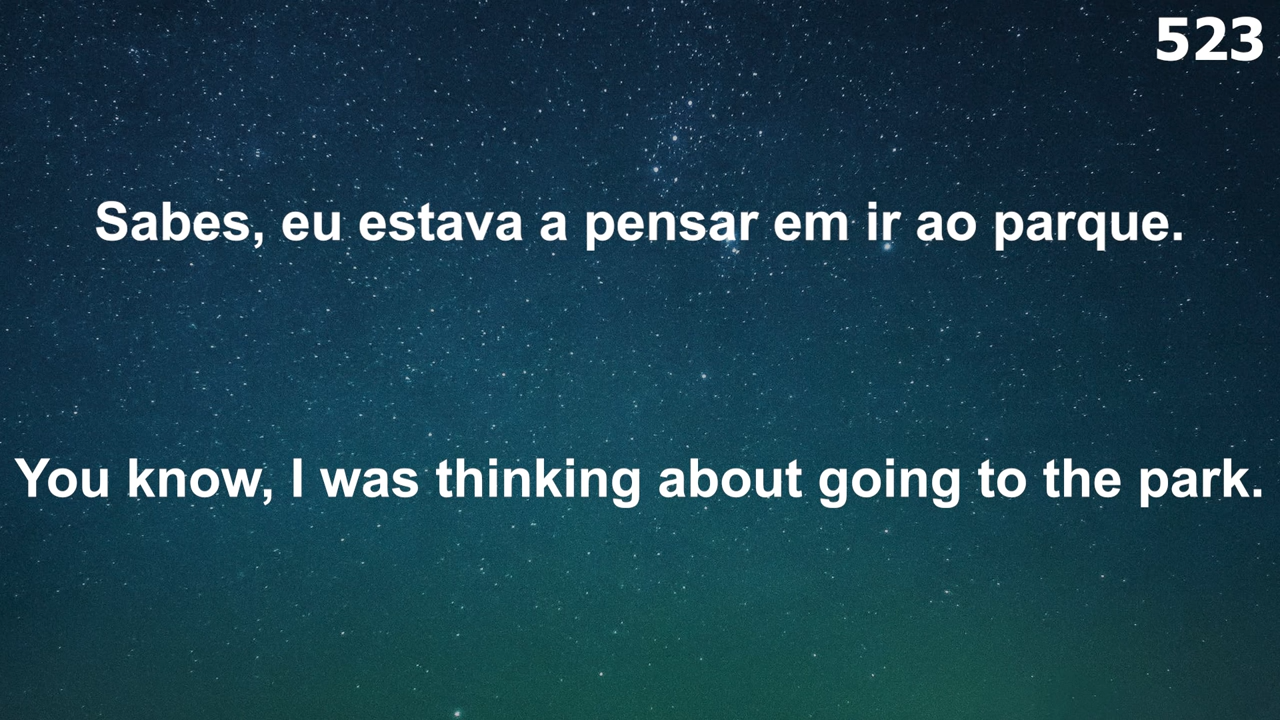 523
Sabes, eu estava a pensar em ir ao parque.
You know, I was thinking about going to the park.